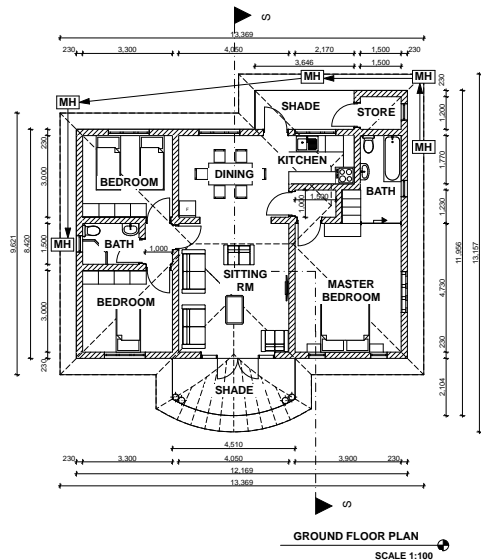 S
13,369
230 3,300 4,050 2,170 1,500 230
3,646 1,500
MH MH MH
SHADE STORE
230
1,200
MH
KITCHEN
DINING
BEDROOM
BATH
1,770
3,000
1,500
1,000
1,230
MH
BATH
1,500
1,000
SITTING
RM
MASTER
BEDROOM
BEDROOM
3,000
4,730
9,621
8,420
11,956
13,157
230
230
230
2,104
SHADE
4,510
230 3,300 4,050 3,900 230
12,169
13,369
S
GROUND FLOOR PLAN
SCALE 1:100